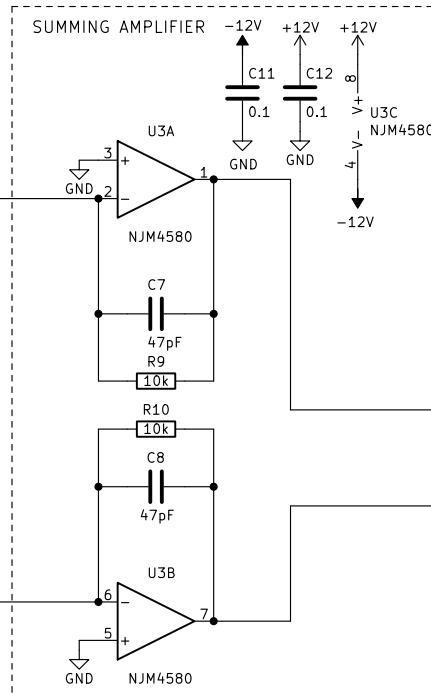 SUMMING AMPLIFIER
-12V
+12V
+12V
C11
0.1
GND
C12
0.1
GND
8
V+
U3C
NJM4580
V-
4
-12V
U3A
3
+
GND
2
−
1
NJM4580
C7
47pF
R9
10k
R10
10k
C8
47pF
U3B
6
−
7
5
+
GND
NJM4580